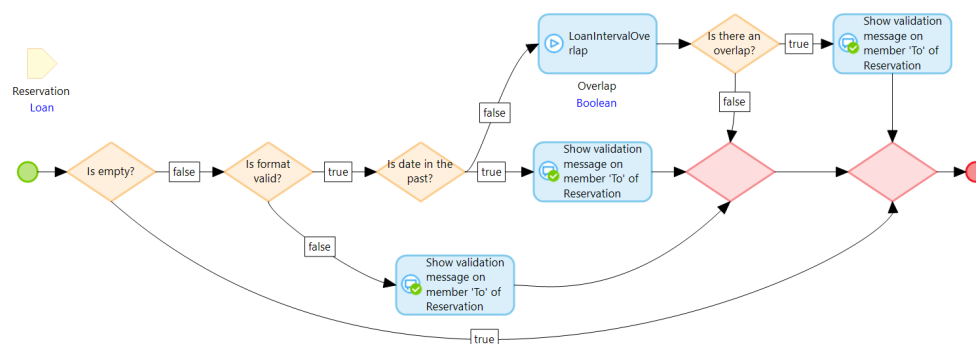 Reservation
Loan
Is empty?
false
Is format
valid?
true
Is date in the
past?
false
LoanIntervalOve
rlap
Overlap
Boolean
Is there an
overlap?
true
Show validation
message on
member 'To' of
Reservation
false
true
Show validation
message on
member 'To' of
Reservation
false
Show validation
message on
member 'To' of
Reservation
true